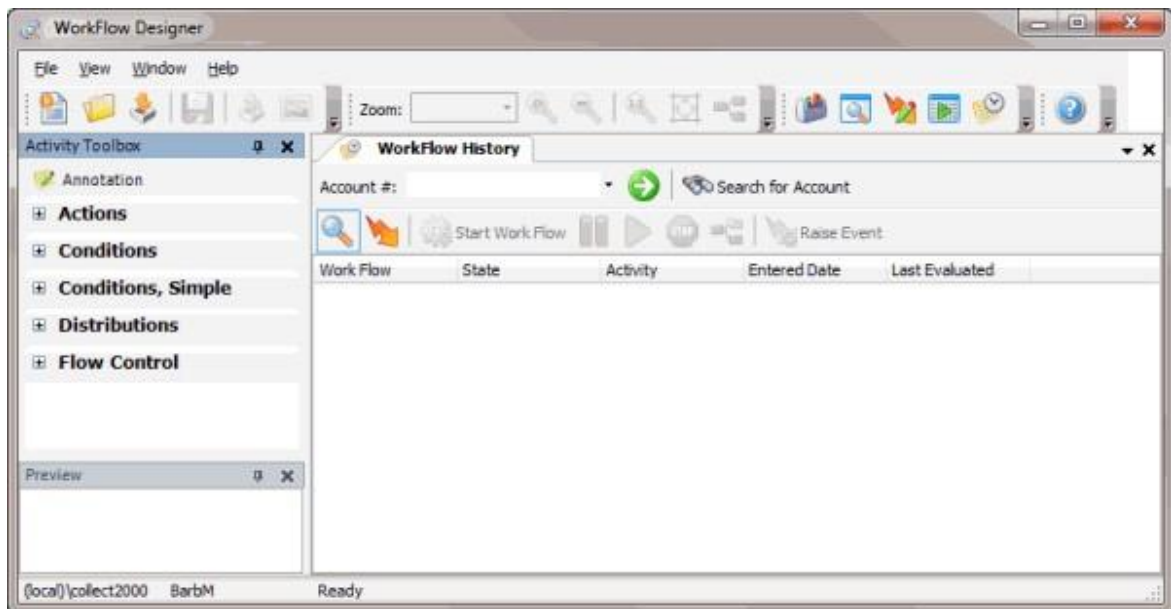 WorkFlow Designer
File View Window Help
Zoom:
Activity Toolbox
WorkFlow History
Annotation
Account #: Search for Account
Actions
Start Work Flow Raise Event
Conditions
Work Flow State Activity Entered Date Last Evaluated
Conditions, Simple
Distributions
Flow Control
Preview
(local)\collect2000 BarbM Ready